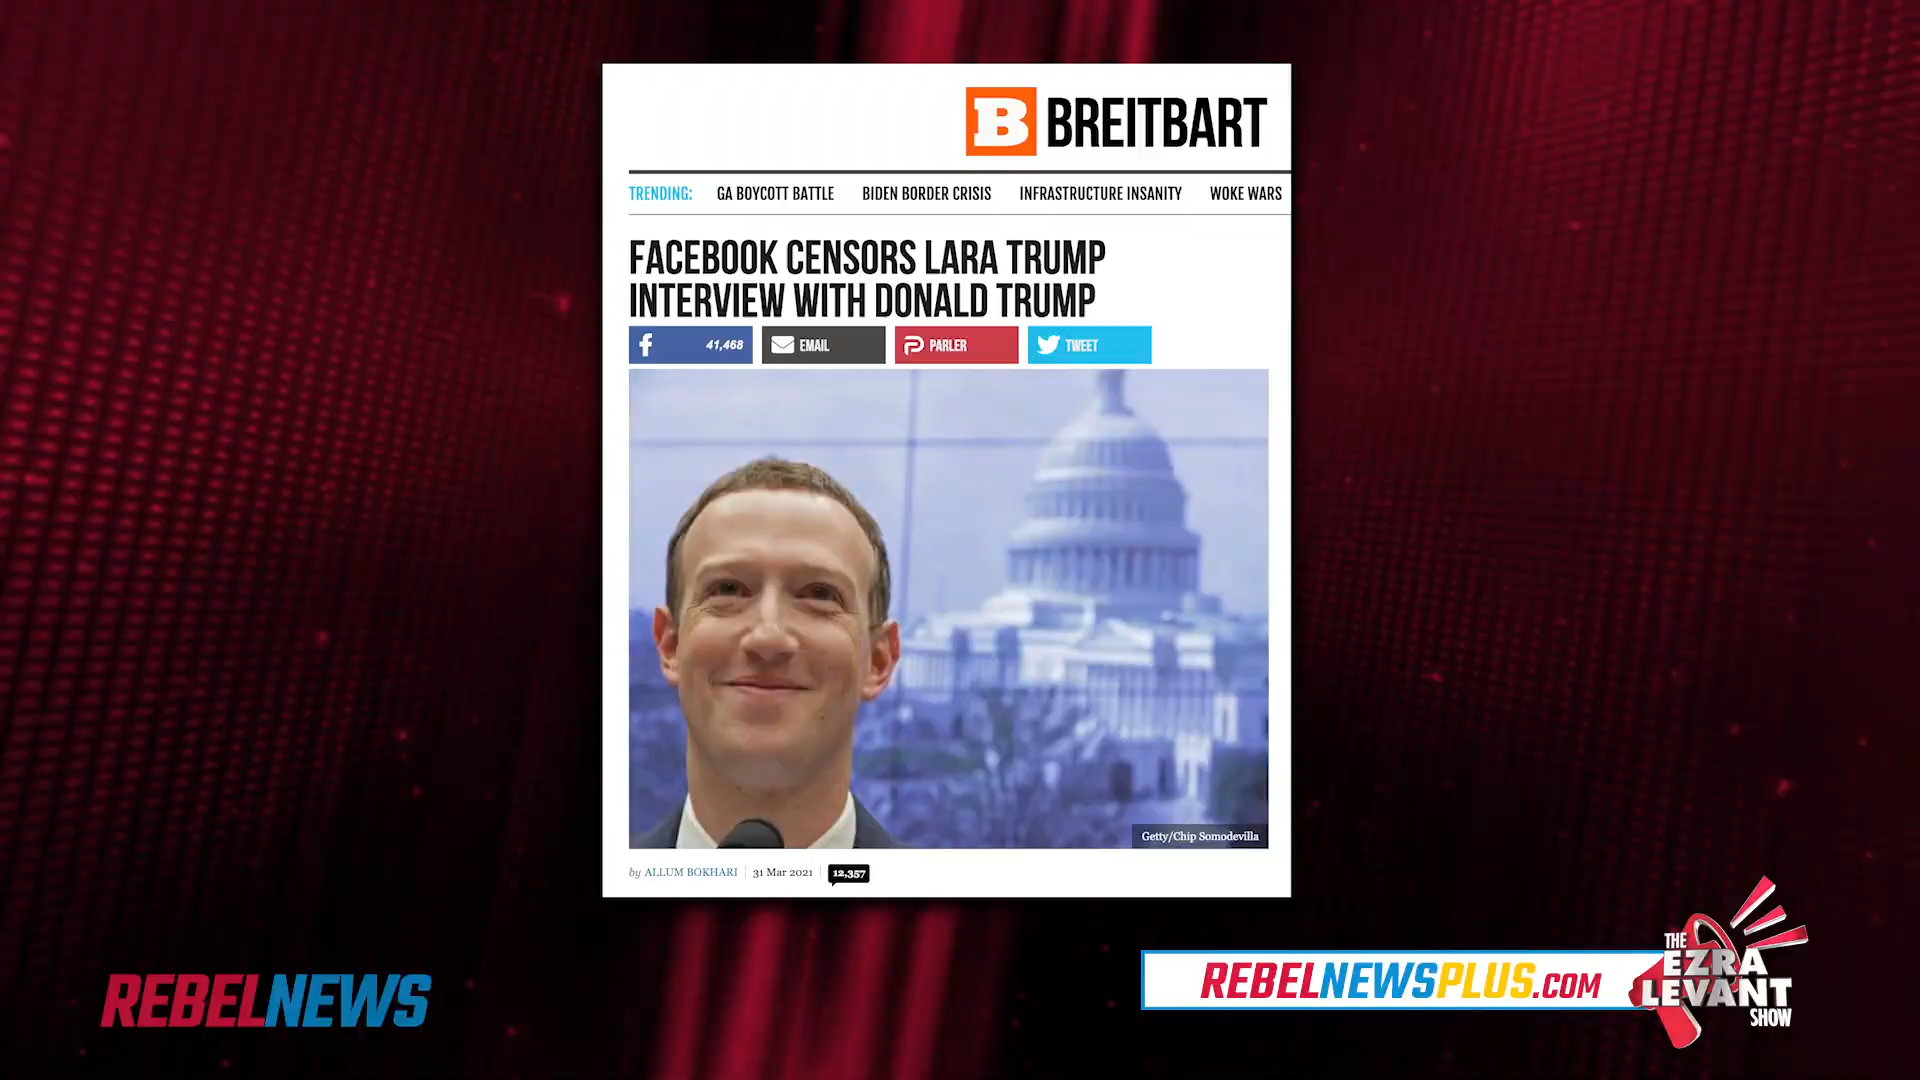 B BREITBART
TRENDING: GA BOYCOTT BATTLE BIDEN BORDER CRISIS INFRASTRUCTURE INSANITY WOKE WARS
FACEBOOK CENSORS LARA TRUMP
INTERVIEW WITH DONALD TRUMP
f 41,468 EMAIL PARLER TWEET
Getty/Chip Somodevilla
by ALLUM BOKHARI 31 Mar 2021 12,357
REBELNEWS
REBELNEWSPLUS.COM
THE
EZRA
LEVANT
SHOW